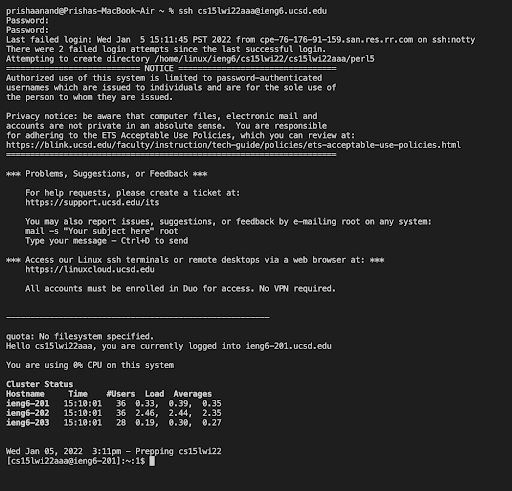 prishaanand@Prishas-MacBook-Air ~ % ssh cs15lwi22aaa@ieng6.ucsd.edu
Password:
Password:
Last failed login: Wed Jan  5 15:11:45 PST 2022 from cpe-76-176-91-159.san.res.rr.com on ssh:notty
There were 2 failed login attempts since the last successful login.
Attempting to create directory /home/linux/ieng6/cs15lwi22/cs15lwi22aaa/perl5
============================ NOTICE =================================
Authorized use of this system is limited to password-authenticated
usernames which are issued to individuals and are for the sole use of
the person to whom they are issued.

Privacy notice: be aware that computer files, electronic mail and
accounts are not private in an absolute sense.  You are responsible
for adhering to the ETS Acceptable Use Policies, which you can review at:
https://blink.ucsd.edu/faculty/instruction/tech-guide/policies/ets-acceptable-use-policies.html
=====================================================================

*** Problems, Suggestions, or Feedback ***

    For help requests, please create a ticket at:
    https://support.ucsd.edu/its

    You may also report issues, suggestions, or feedback by e-mailing root on any system:
    mail -s "Your subject here" root
    Type your message - Ctrl+D to send

*** Access our Linux ssh terminals or remote desktops via a web browser at: ***
    https://linuxcloud.ucsd.edu

    All accounts must be enrolled in Duo for access. No VPN required.

_______________________________________________________

quota: No filesystem specified.
Hello cs15lwi22aaa, you are currently logged into ieng6-201.ucsd.edu

You are using 0% CPU on this system

Cluster Status
Hostname     Time    #Users  Load  Averages
ieng6-201   15:10:01   36  0.33,  0.39,  0.35
ieng6-202   15:10:01   36  2.46,  2.44,  2.35
ieng6-203   15:10:01   28  0.19,  0.30,  0.27

Wed Jan 05, 2022  3:11pm - Prepping cs15lwi22
[cs15lwi22aaa@ieng6-201]:~:1$